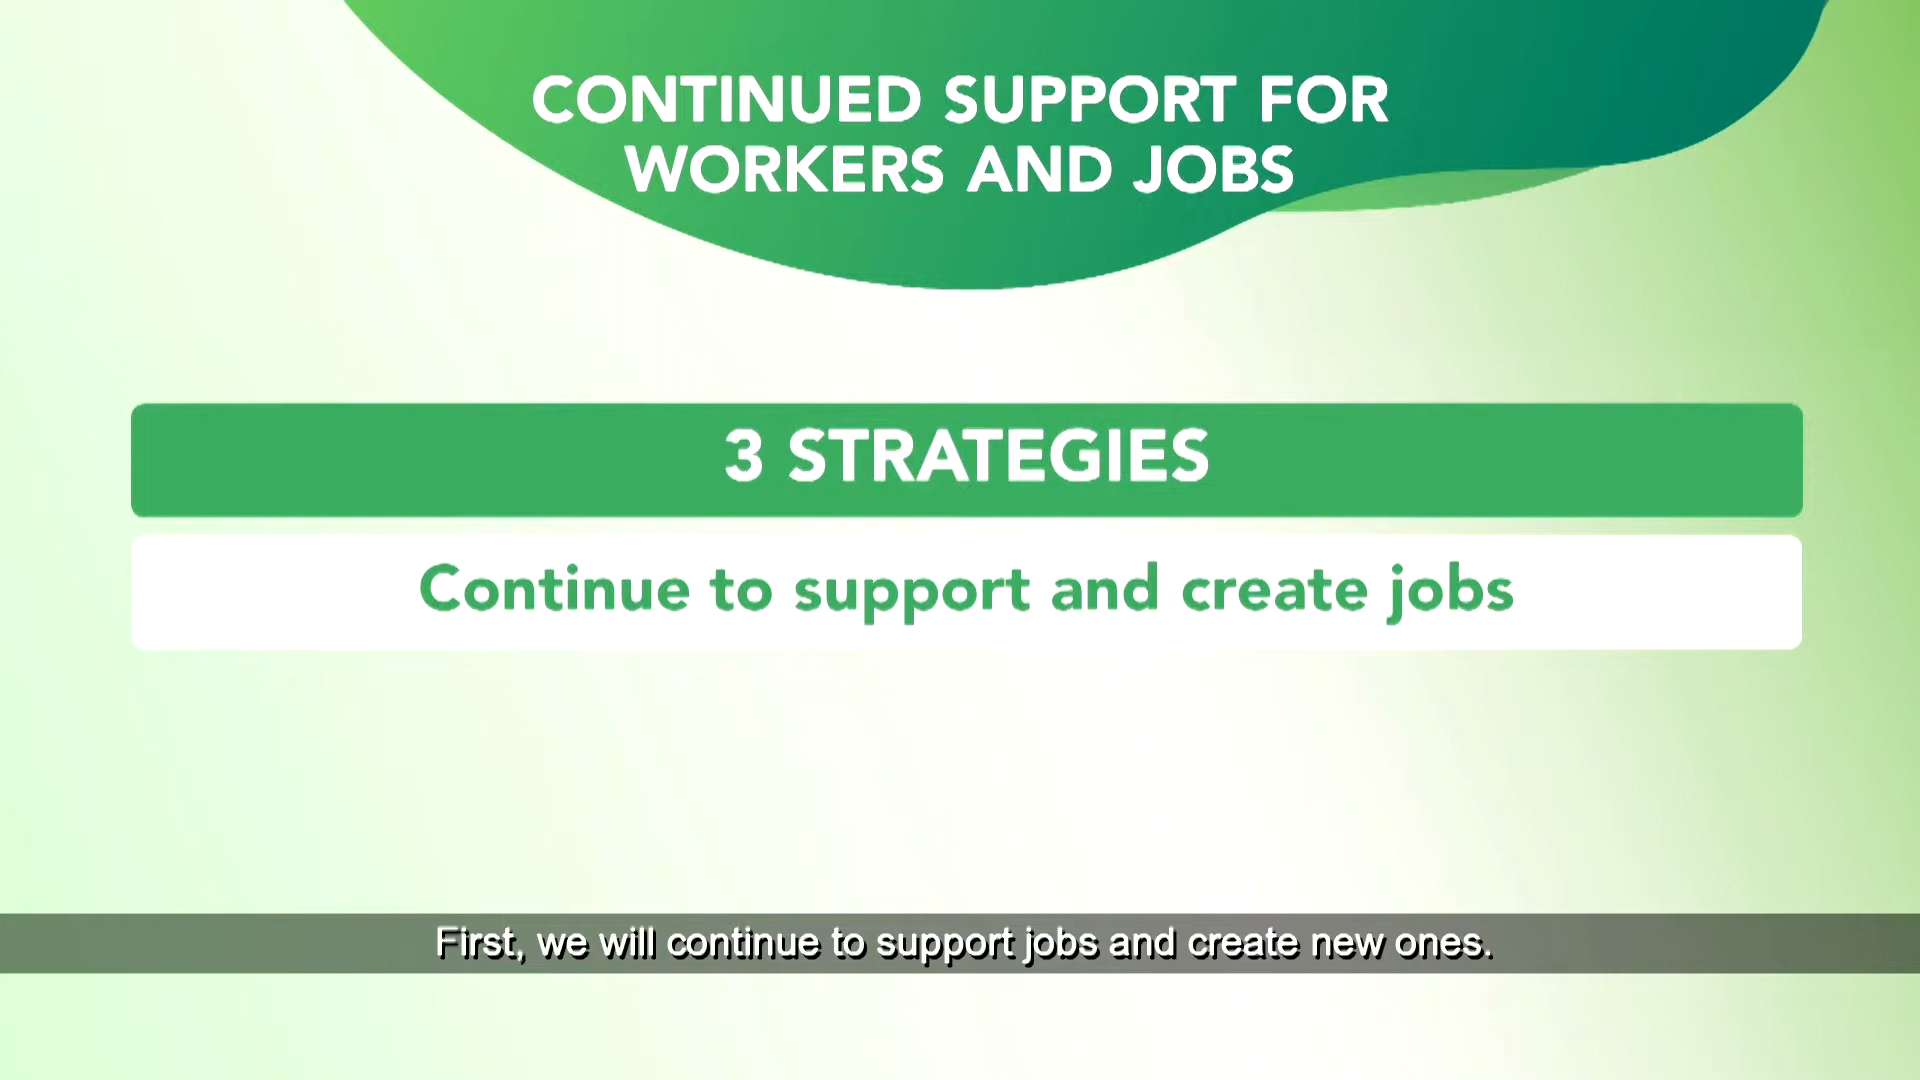 CONTINUED SUPPORT FOR
WORKERS AND JOBS
3 STRATEGIES
Continue to support and create jobs
First, we will continue to support jobs and create new ones.